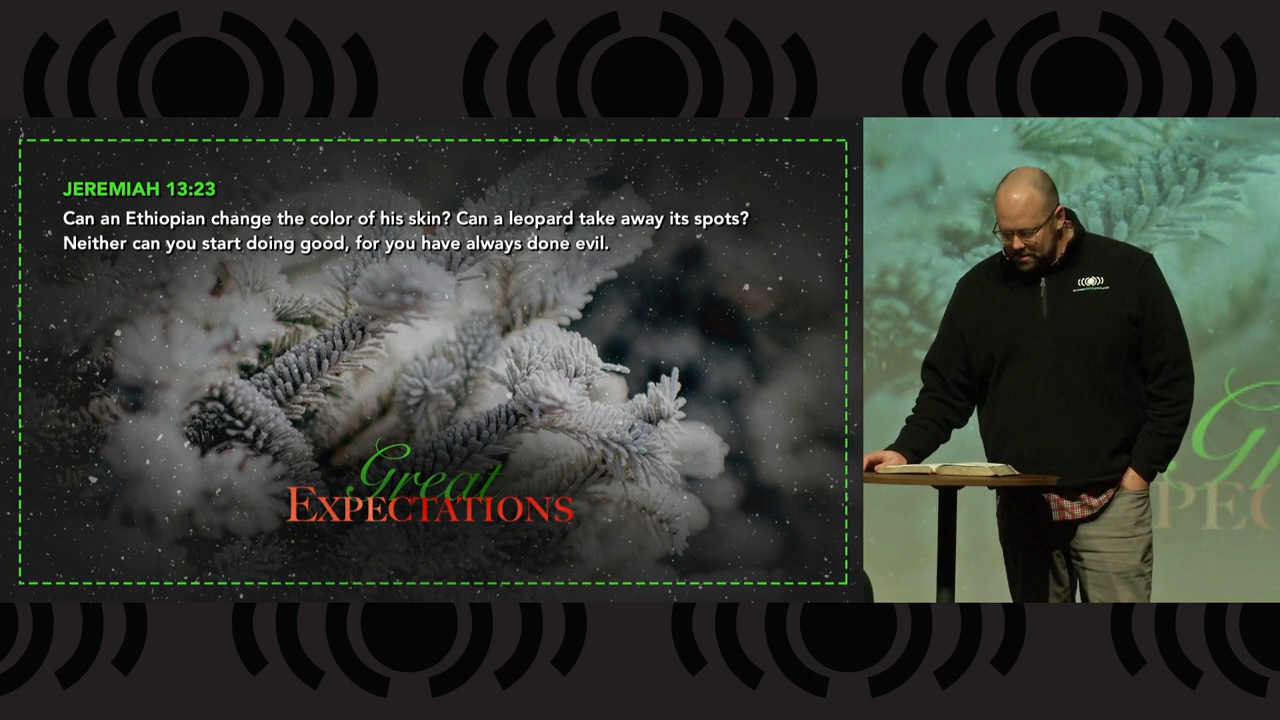 JEREMIAH 13:23
Can an Ethiopian change the color of his skin? Can a leopard take away its spots?
Neither can you start doing good, for you have always done evil.
Great
EXPECTATIONS